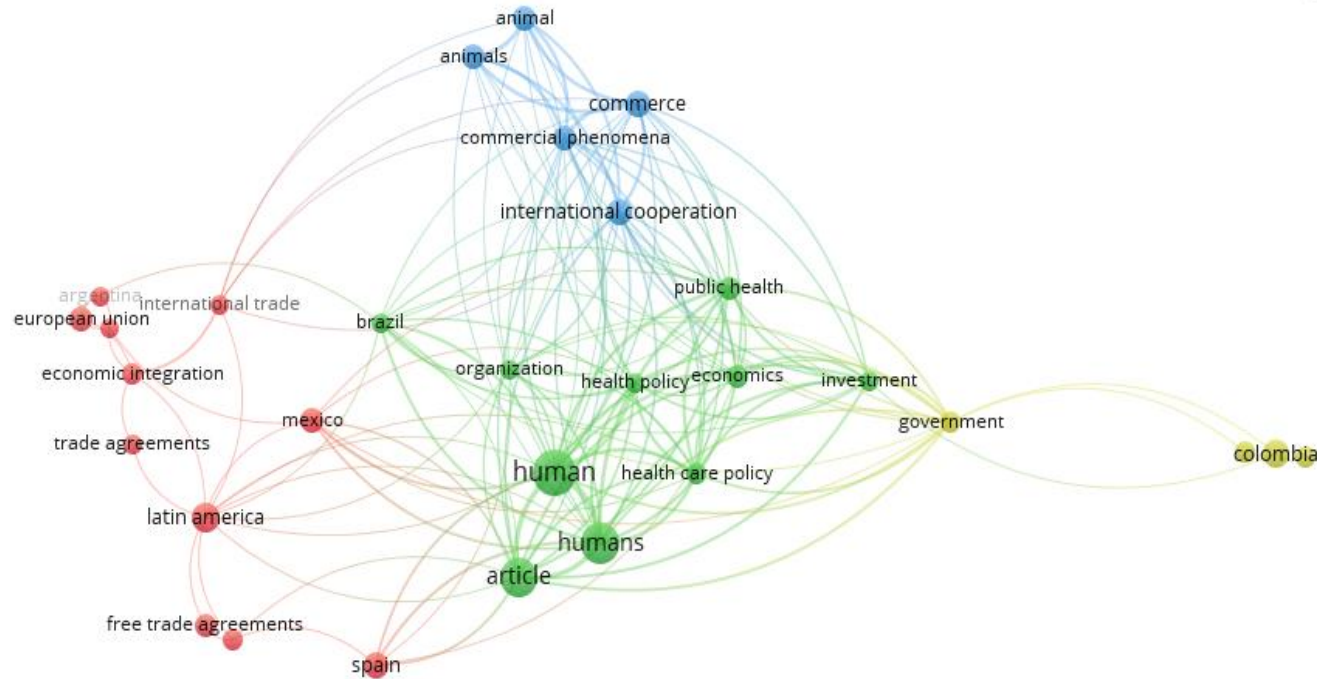 animal
animals
commerce
commercial phenomena
international cooperation
public health
argentina
international trade
european union
brazil
economic integration
organization
health policy
economics
investment
mexico
government
trade agreements
colombia
human
health care policy
latin america
humans
article
free trade agreements
spain